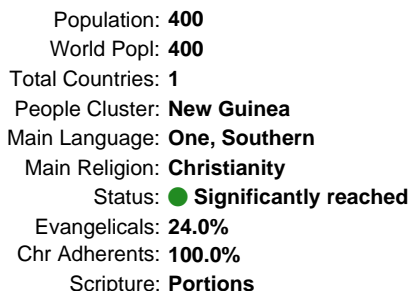 Population: 400
World Popl: 400
Total Countries: 1
People Cluster: New Guinea
Main Language: One, Southern
Main Religion: Christianity
Status: Significantly reached
Evangelicals: 24.0%
Chr Adherents: 100.0%
Scripture: Portions